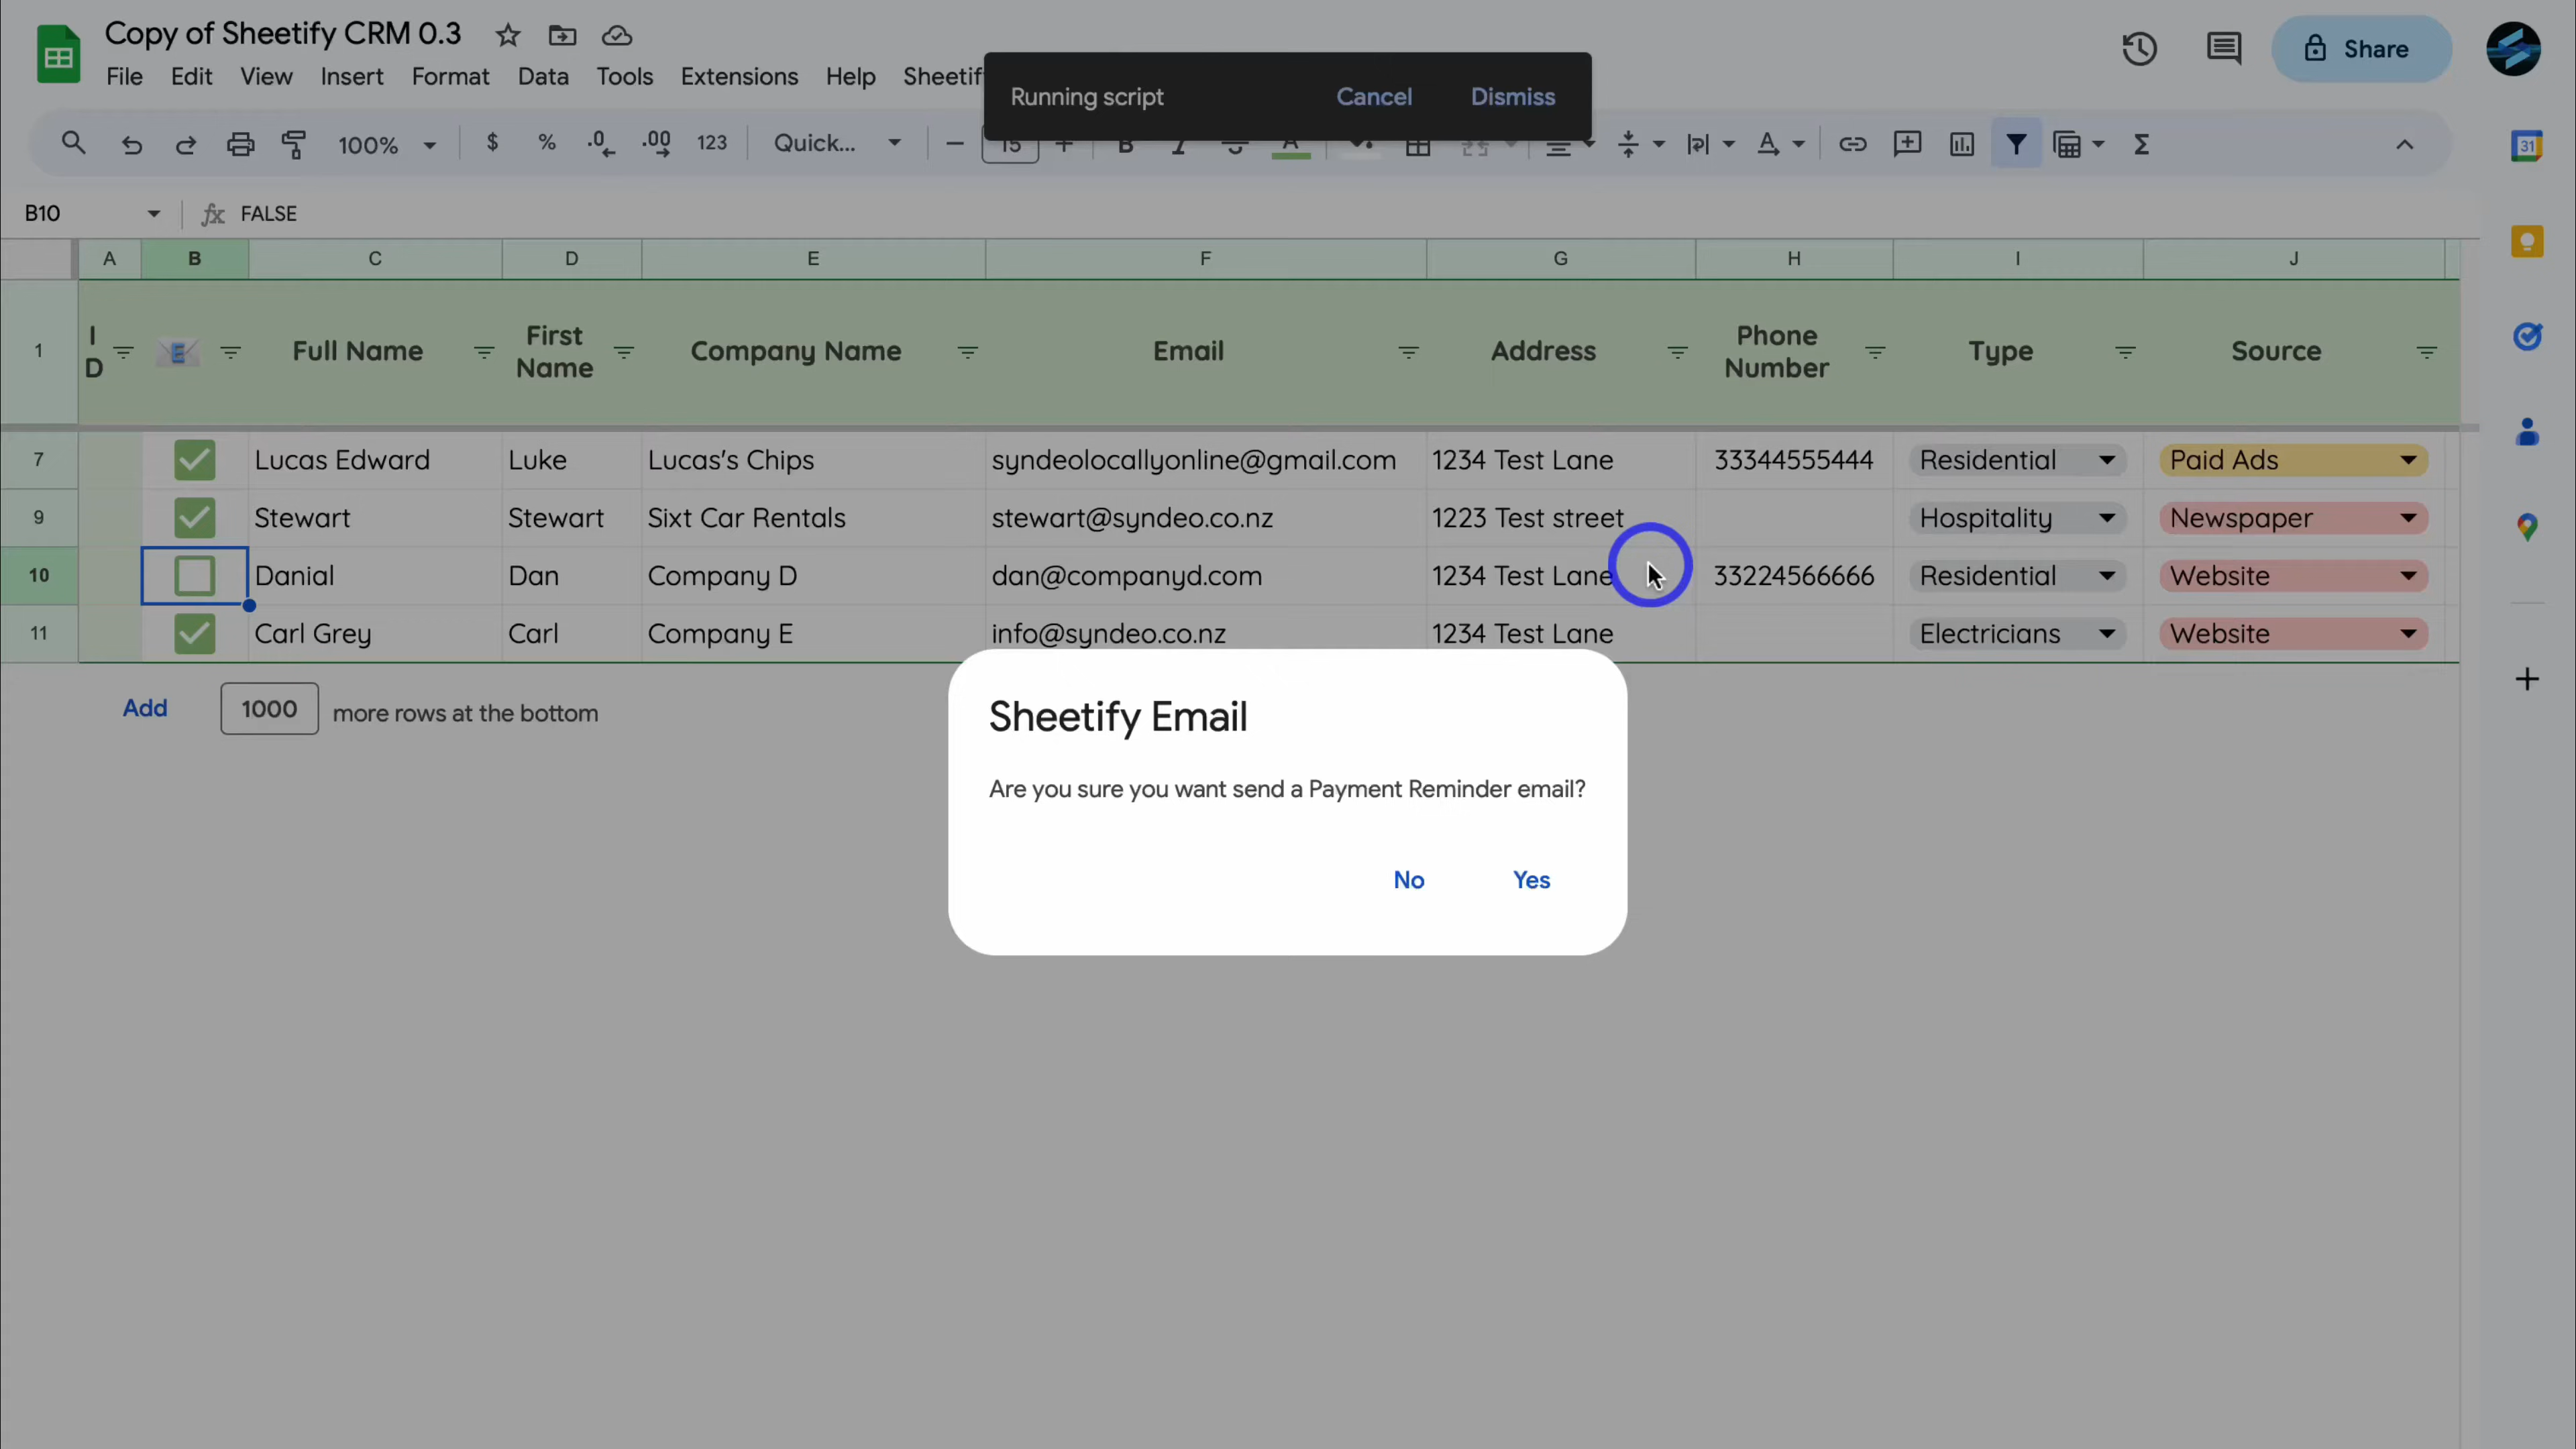 Copy of Sheetify CRM 0.3
File Edit View Insert Format Data Tools Extensions Help
Running script Cancel Dismiss
Share
100% $ % .0 .00 123 Quick... 15
31
B10 FALSE
A B C D E F G H I J
1 ID Full Name First Name Company Name Email Address Phone Number Type Source
7 Lucas Edward Luke Lucas's Chips syndeolocallyonline@gmail.com 1234 Test Lane 33344555444 Residential Paid Ads
9 Stewart Stewart Sixt Car Rentals stewart@syndeo.co.nz 1223 Test street Hospitality Newspaper
10 Danial Dan Company D dan@companyd.com 1234 Test Lane 33224566666 Residential Website
11 Carl Grey Carl Company E info@syndeo.co.nz 1234 Test Lane Electricians Website
Add 1000 more rows at the bottom
Sheetify Email
Are you sure you want send a Payment Reminder email?
No Yes